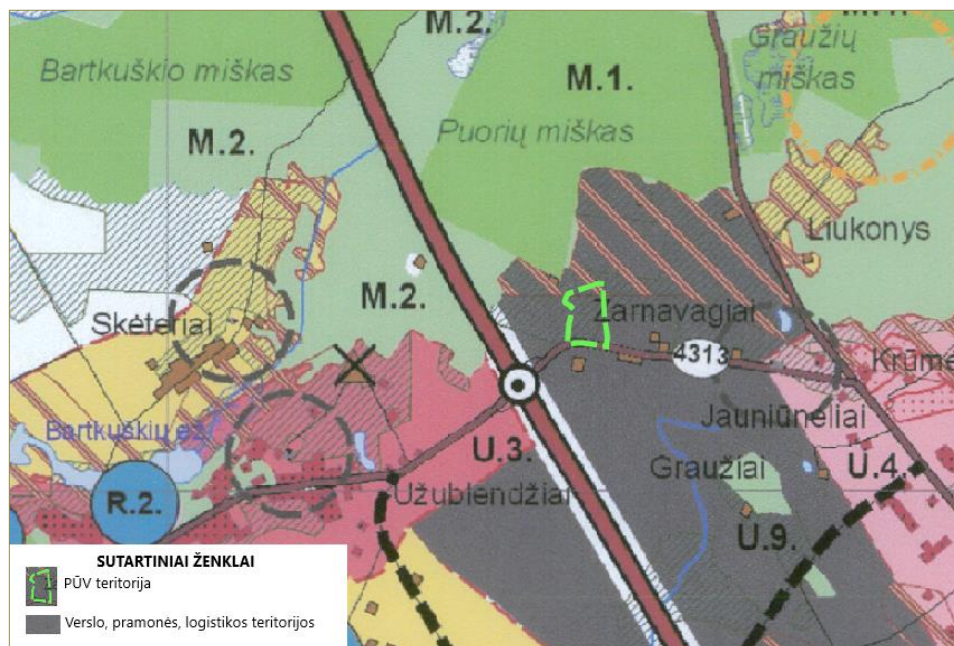 M.2.
Graužių
miškas
Bartkuškio miškas
M.1.
Puorių miškas
M.2.
Liukonys
M.2.
Skėteriai
Žarnavagiai
4313
Krūme
Jauniūnėliai
Bartkuškių ež.
U.3.
Graužiai
U.4.
Užublendžiai
R.2.
U.9.
SUTARTINIAI ŽENKLAI
PŪV teritorija
Verslo, pramonės, logistikos teritorijos